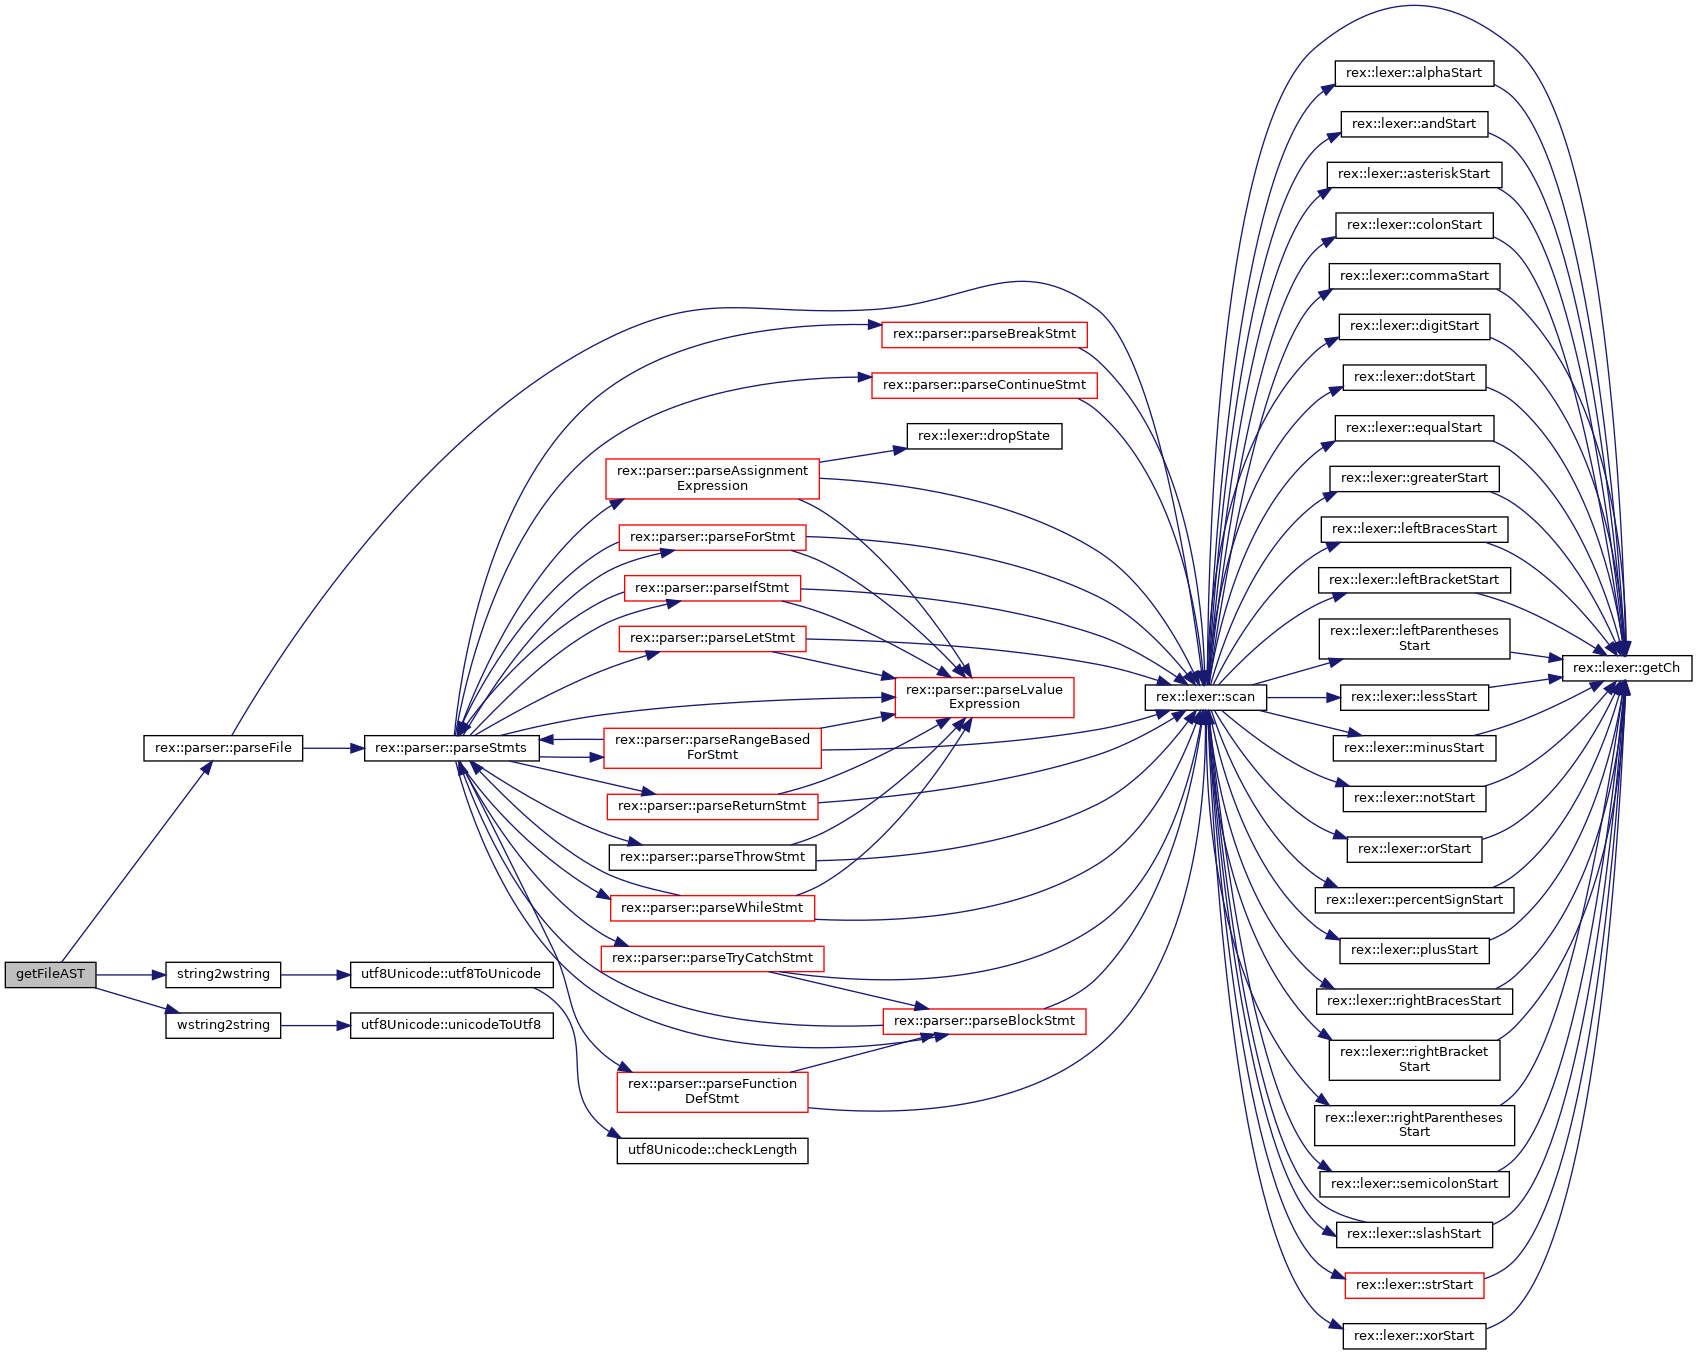 getFileAST
rex::parser::parseFile
string2wstring
wstring2string
rex::parser::parseStmts
utf8Unicode::utf8ToUnicode
utf8Unicode::unicodeToUtf8
rex::parser::parseBreakStmt
rex::parser::parseContinueStmt
rex::lexer::dropState
rex::parser::parseAssignment
Expression
rex::parser::parseForStmt
rex::parser::parseIfStmt
rex::parser::parseLetStmt
rex::parser::parseLvalue
Expression
rex::parser::parseRangeBased
ForStmt
rex::parser::parseReturnStmt
rex::parser::parseThrowStmt
rex::parser::parseWhileStmt
rex::parser::parseTryCatchStmt
rex::parser::parseBlockStmt
rex::parser::parseFunction
DefStmt
utf8Unicode::checkLength
rex::lexer::scan
rex::lexer::alphaStart
rex::lexer::andStart
rex::lexer::asteriskStart
rex::lexer::colonStart
rex::lexer::commaStart
rex::lexer::digitStart
rex::lexer::dotStart
rex::lexer::equalStart
rex::lexer::greaterStart
rex::lexer::leftBracesStart
rex::lexer::leftBracketStart
rex::lexer::leftParentheses
Start
rex::lexer::lessStart
rex::lexer::minusStart
rex::lexer::notStart
rex::lexer::orStart
rex::lexer::percentSignStart
rex::lexer::plusStart
rex::lexer::rightBracesStart
rex::lexer::rightBracket
Start
rex::lexer::rightParentheses
Start
rex::lexer::semicolonStart
rex::lexer::slashStart
rex::lexer::strStart
rex::lexer::xorStart
rex::lexer::getCh